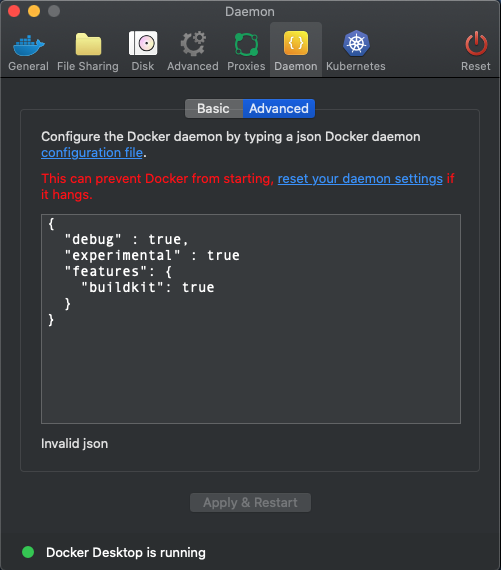 Daemon
General File Sharing Disk Advanced Proxies Daemon Kubernetes Reset
Basic Advanced
Configure the Docker daemon by typing a json Docker daemon
configuration file.
This can prevent Docker from starting, reset your daemon settings if
it hangs.
{
  "debug" : true,
  "experimental" : true
  "features": {
    "buildkit": true
  }
}
Invalid json
Apply & Restart
Docker Desktop is running